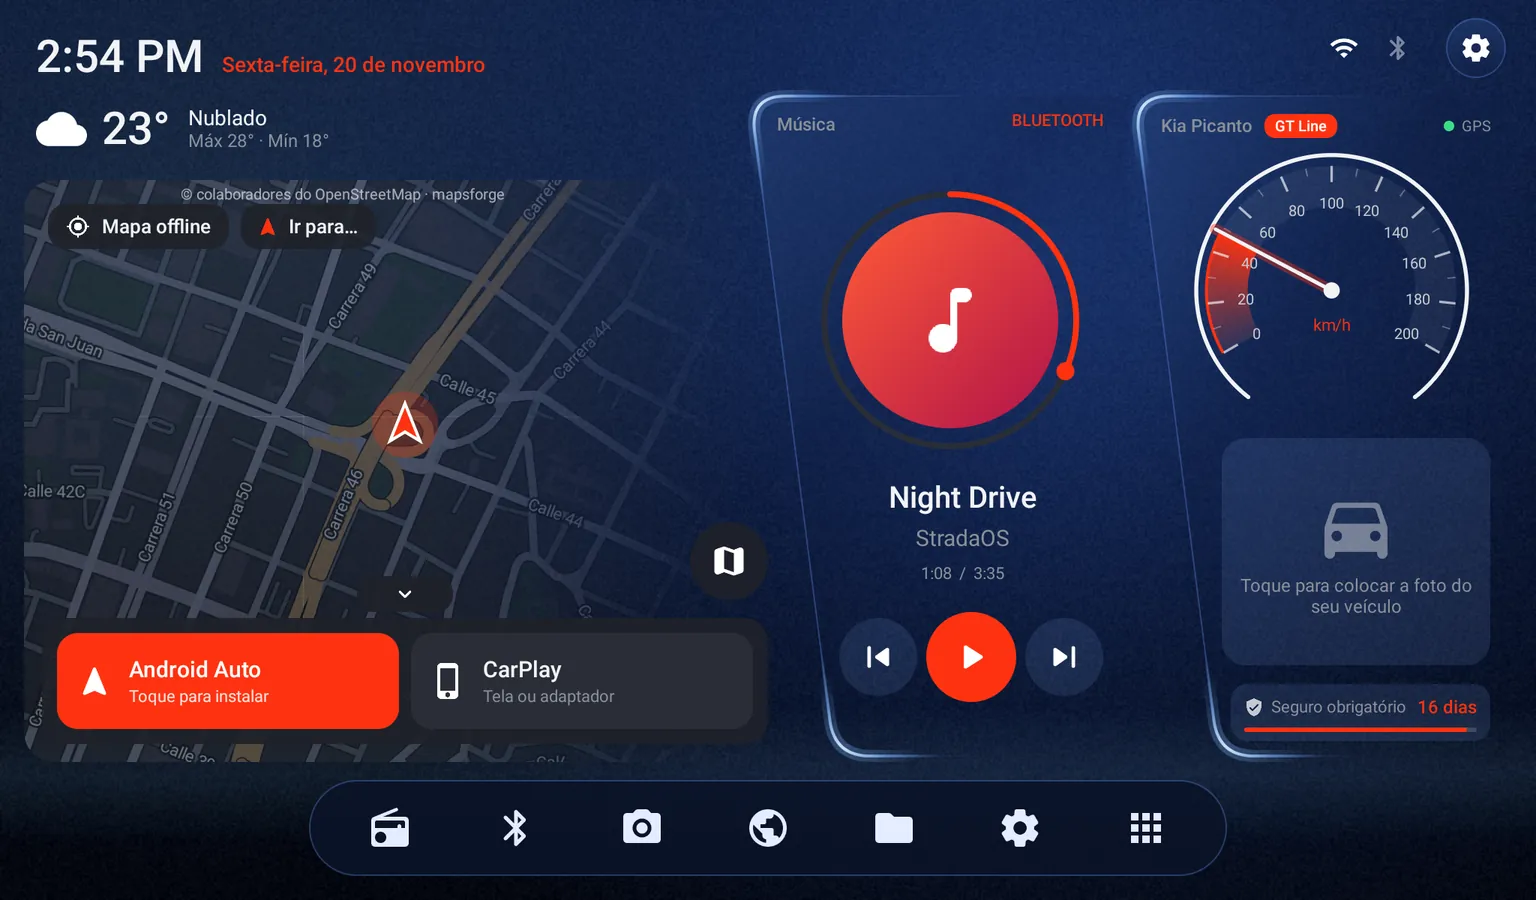 2:54 PM Sexta-feira, 20 de novembro
23° Nublado
Máx 28° · Mín 18°
© colaboradores do OpenStreetMap · mapsforge
Mapa offline
Ir para...
Carrera
Carrera 49
Carrera 44
San Juan
Calle 45
Calle 42C
Carrera 51
Carrera 50
Carrera 46
Calle 44
Android Auto
Toque para instalar
CarPlay
Tela ou adaptador
Música
BLUETOOTH
Night Drive
StradaOS
1:08 / 3:35
Kia Picanto GT Line
GPS
0
20
40
60
80
100
120
140
160
180
200
km/h
Toque para colocar a foto do
seu veículo
Seguro obrigatório 16 dias